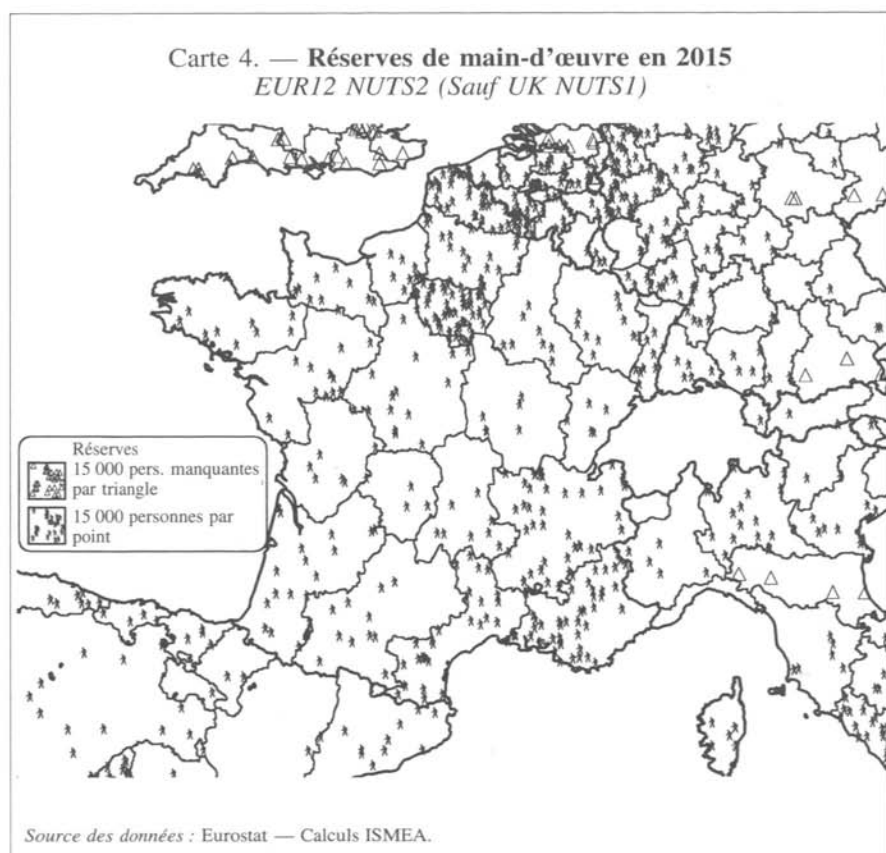 Carte 4. — Réserves de main-d'œuvre en 2015
EUR12 NUTS2 (Sauf UK NUTS1)
Réserves
15 000 pers. manquantes
par triangle
15 000 personnes par
point
Source des données : Eurostat — Calculs ISMEA.